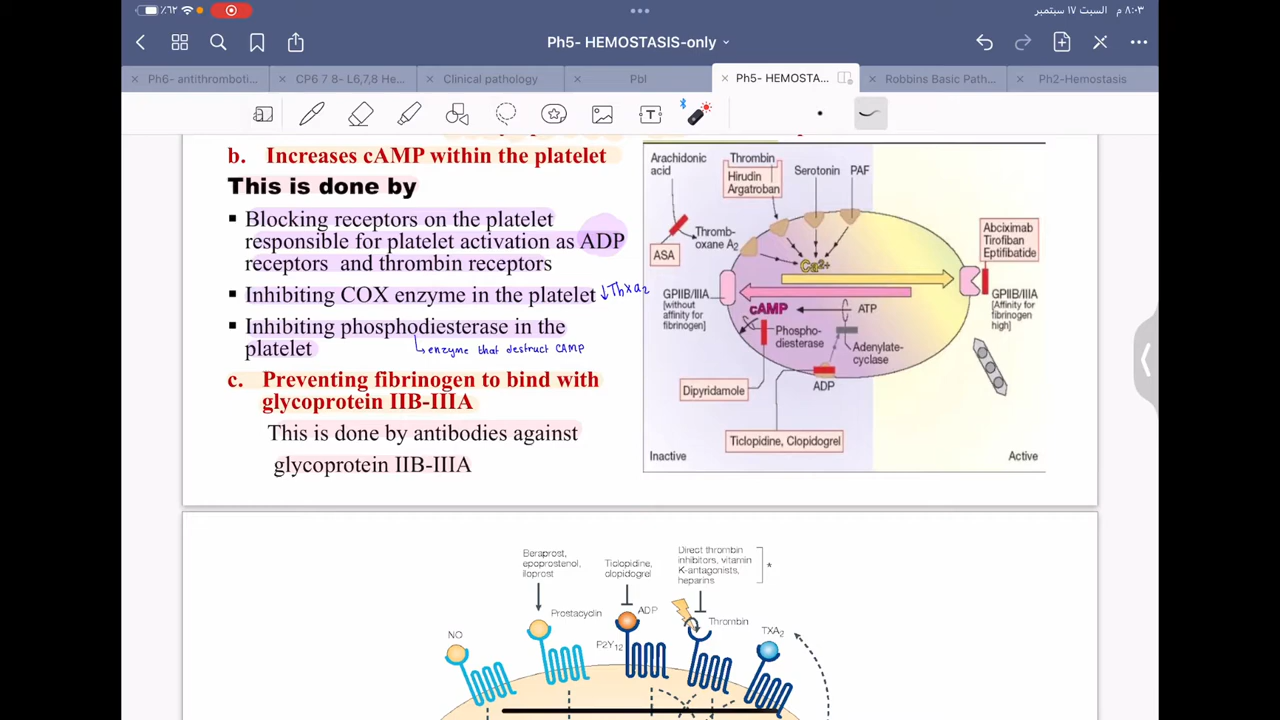 ٪٦٢
٨:٠٣ م السبت ١٧ سبتمبر
Ph5- HEMOSTASIS-only
Ph6- antithromboti...
CP6 7 8- L6,7,8 He...
Clinical pathology
Pbl
Ph5- HEMOSTA...
Robbins Basic Path...
Ph2-Hemostasis
b. Increases cAMP within the platelet
This is done by
▪ Blocking receptors on the platelet
responsible for platelet activation as ADP
receptors and thrombin receptors
▪ Inhibiting COX enzyme in the platelet ↓Thxa2
▪ Inhibiting phosphodiesterase in the
platelet
enzyme that destruct CAMP
c. Preventing fibrinogen to bind with
glycoprotein IIB-IIIA
This is done by antibodies against
glycoprotein IIB-IIIA
Arachidonic
acid
Thrombin
Hirudin
Argatroban
Serotonin
PAF
ASA
Thromb-
oxane A2
Ca2+
Abciximab
Tirofiban
Eptifibatide
GPIIB/IIIA
[without
affinity for
fibrinogen]
cAMP
ATP
GPIIB/IIIA
[Affinity for
fibrinogen
high]
Phospho-
diesterase
Adenylate-
cyclase
Dipyridamole
ADP
Ticlopidine, Clopidogrel
Inactive
Active
Beraprost,
epoprostenol,
iloprost
Ticlopidine,
clopidogrel
Direct thrombin
inhibitors, vitamin
K-antagonists,
heparins
*
Prostacyclin
ADP
Thrombin
NO
P2Y12
TXA2